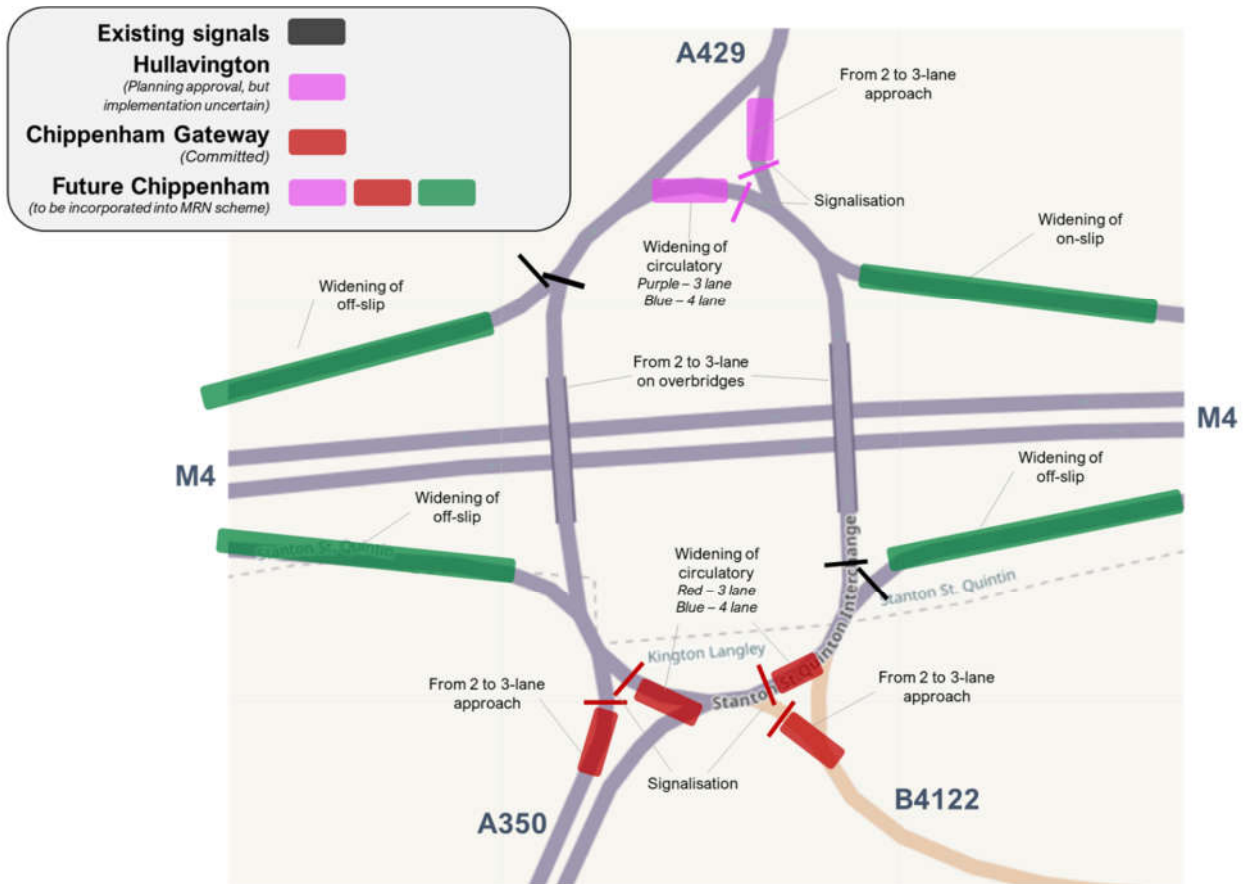 Existing signals
Hullavington
(Planning approval, but
implementation uncertain)
Chippenham Gateway
(Committed)
Future Chippenham
(to be incorporated into MRN scheme)
A429
From 2 to 3-lane
approach
Signalisation
Widening of
circulatory
Purple – 3 lane
Blue – 4 lane
Widening of
on-slip
Widening of
off-slip
From 2 to 3-lane
on overbridges
M4
M4
Widening of
off-slip
Widening of
off-slip
Stanton St. Quintin
Widening of
circulatory
Red – 3 lane
Blue – 4 lane
Stanton St. Quintin
Kington Langley
Stanton St. Quinton Interchange
From 2 to 3-lane
approach
From 2 to 3-lane
approach
Signalisation
A350
B4122